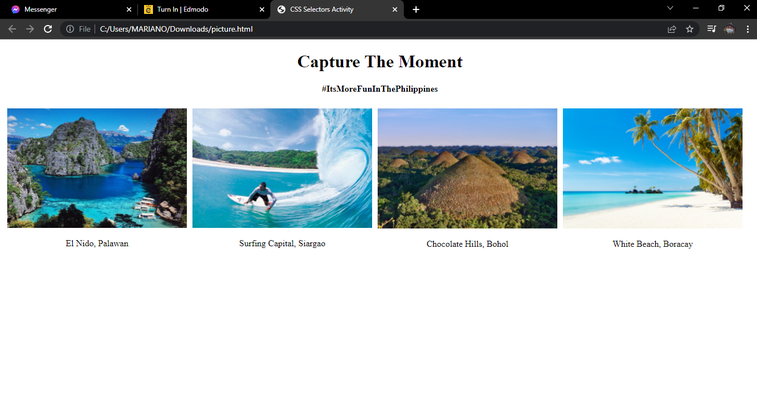 Messenger
Turn In | Edmodo
CSS Selectors Activity
File | C:/Users/MARIANO/Downloads/picture.html
Capture The Moment
#ItsMoreFunInThePhilippines
El Nido, Palawan
Surfing Capital, Siargao
Chocolate Hills, Bohol
White Beach, Boracay